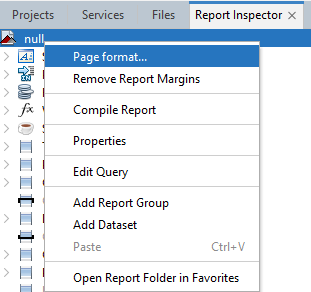 Projects Services Files Report Inspector ×
null
Page format...
Remove Report Margins
Compile Report
Properties
Edit Query
Add Report Group
Add Dataset
Paste Ctrl+V
Open Report Folder in Favorites